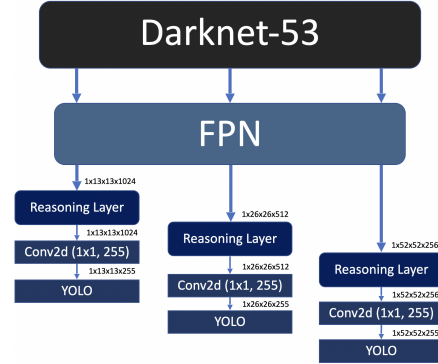 Darknet-53
FPN
1x13x13x1024
Reasoning Layer
1x13x13x1024
Conv2d (1x1, 255)
1x13x13x255
YOLO
1x26x26x512
Reasoning Layer
1x26x26x512
Conv2d (1x1, 255)
1x26x26x255
YOLO
1x52x52x256
Reasoning Layer
1x52x52x256
Conv2d (1x1, 255)
1x52x52x255
YOLO